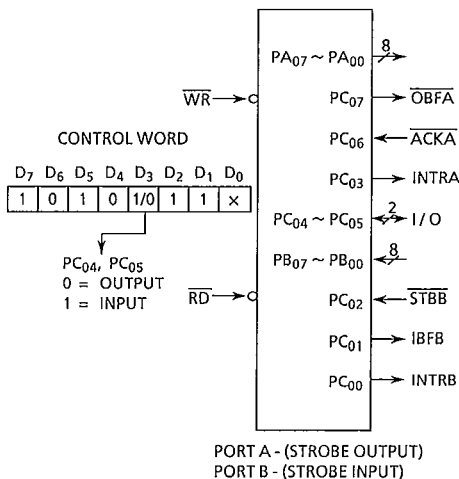 PA07 ~ PA00 8
WR PC07 OBFA
CONTROL WORD PC06 ACKA
D7 D6 D5 D4 D3 D2 D1 D0 PC03 INTRA
1 0 1 0 1/0 1 1 × PC04 ~ PC05 2 I/O
PC04, PC05 PB07 ~ PB00 8
0 = OUTPUT
1 = INPUT
RD PC02 STBB
PC01 IBFB
PC00 INTRB
PORT A - (STROBE OUTPUT)
PORT B - (STROBE INPUT)